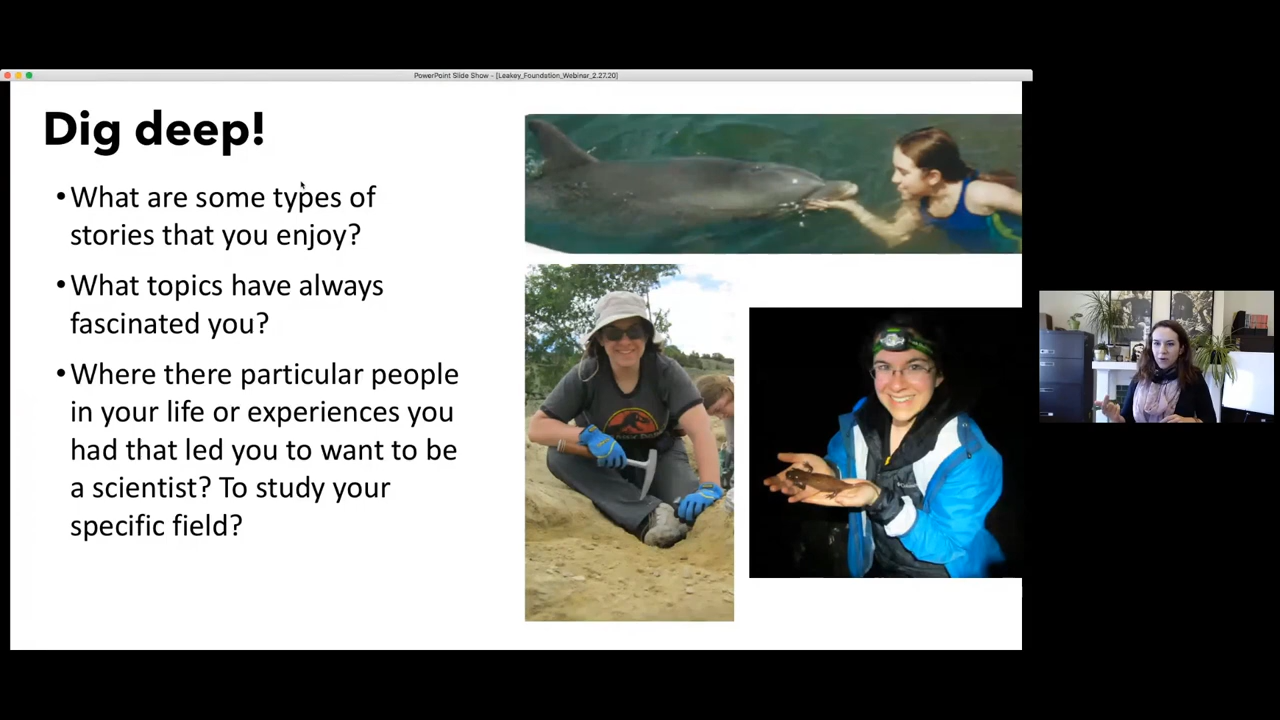 PowerPoint Slide Show - [Leakey_Foundation_Webinar_2.27.20]
Dig deep!
•What are some types of
stories that you enjoy?
•What topics have always
fascinated you?
•Where there particular people
in your life or experiences you
had that led you to want to be
a scientist? To study your
specific field?